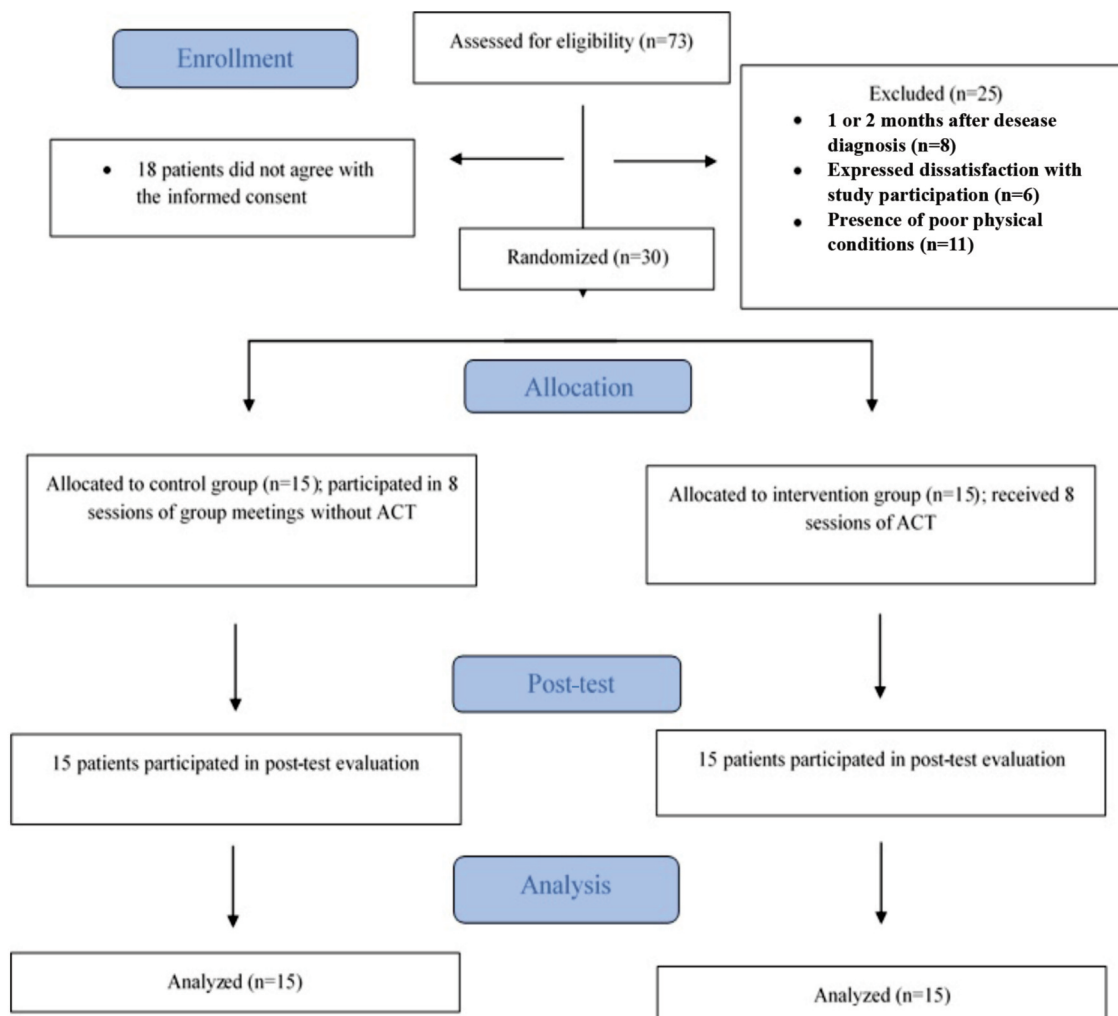 Enrollment
Assessed for eligibility (n=73)
Excluded (n=25)
• 1 or 2 months after desease
diagnosis (n=8)
• Expressed dissatisfaction with
study participation (n=6)
• Presence of poor physical
conditions (n=11)
• 18 patients did not agree with
the informed consent
Randomized (n=30)
Allocation
Allocated to control group (n=15); participated in 8
sessions of group meetings without ACT
Allocated to intervention group (n=15); received 8
sessions of ACT
Post-test
15 patients participated in post-test evaluation
15 patients participated in post-test evaluation
Analysis
Analyzed (n=15)
Analyzed (n=15)